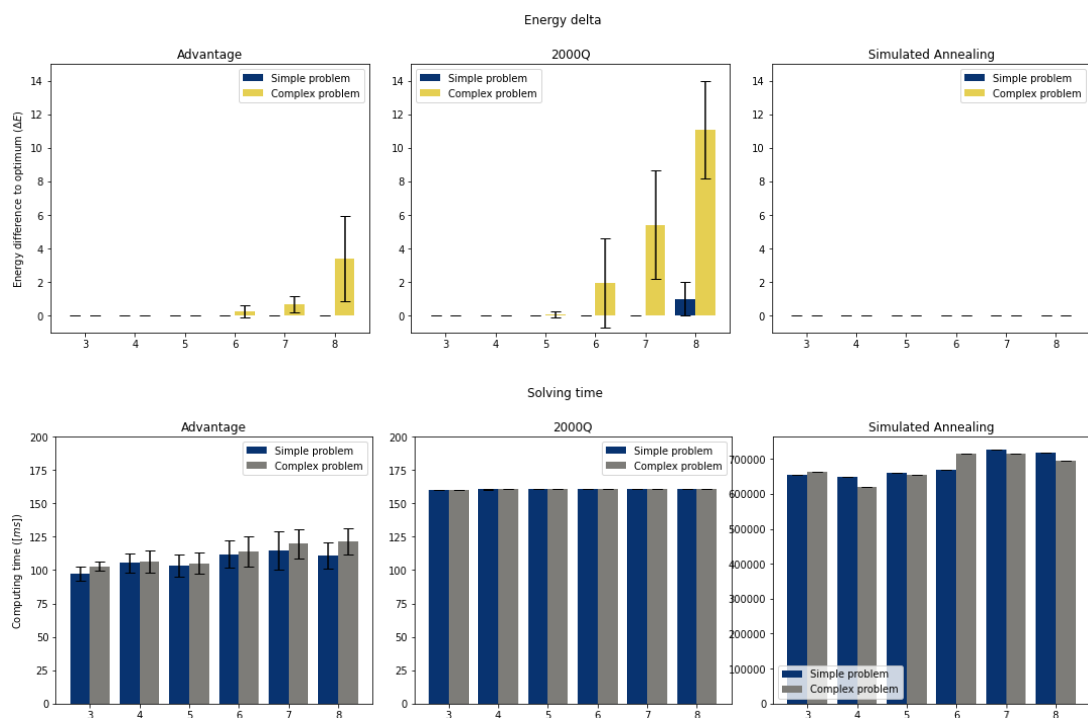 Energy delta
Advantage
2000Q
Simulated Annealing
Energy difference to optimum (ΔE)
14
12
10
8
6
4
2
0
Simple problem
Complex problem
3 4 5 6 7 8
14
12
10
8
6
4
2
0
Simple problem
Complex problem
3 4 5 6 7 8
14
12
10
8
6
4
2
0
Simple problem
Complex problem
3 4 5 6 7 8
Solving time
Advantage
2000Q
Simulated Annealing
Computing time ([ms])
200
175
150
125
100
75
50
25
0
Simple problem
Complex problem
3 4 5 6 7 8
200
175
150
125
100
75
50
25
0
Simple problem
Complex problem
3 4 5 6 7 8
700000
600000
500000
400000
300000
200000
100000
0
Simple problem
Complex problem
3 4 5 6 7 8